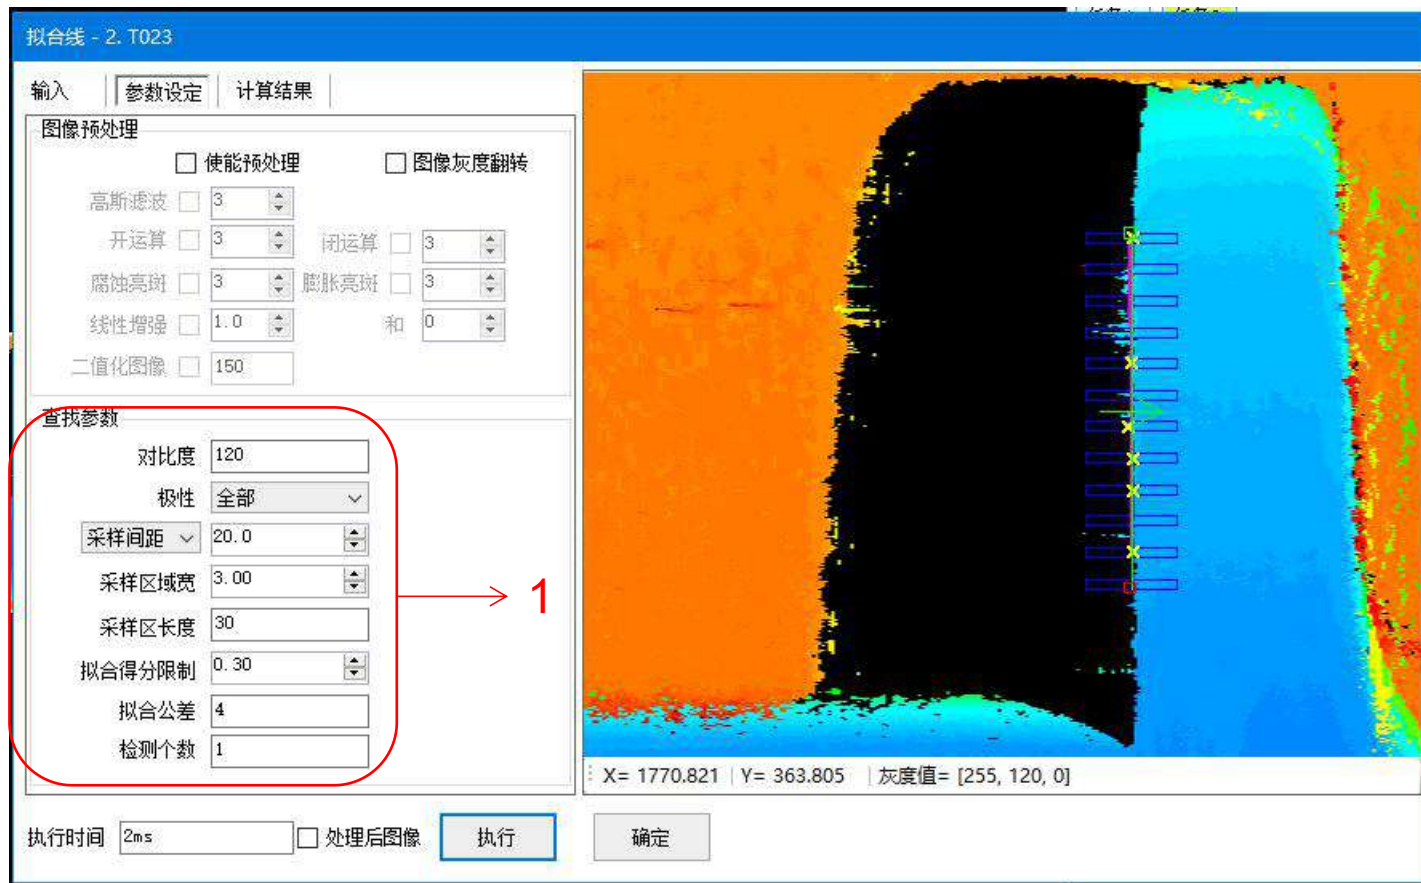 拟合线 - 2. T023
输入 参数设定 计算结果
图像预处理
使能预处理 图像灰度翻转
高斯滤波 3
开运算 3 闭运算 3
腐蚀亮斑 3 膨胀亮斑 3
线性增强 1.0 和 0
二值化图像 150
查找参数
对比度 120
极性 全部
采样间距 20.0
采样区域宽 3.00
采样区长度 30
拟合得分限制 0.30
拟合公差 4
检测个数 1
1
X= 1770.821 Y= 363.805 灰度值= [255, 120, 0]
执行时间 2ms 处理后图像 执行 确定